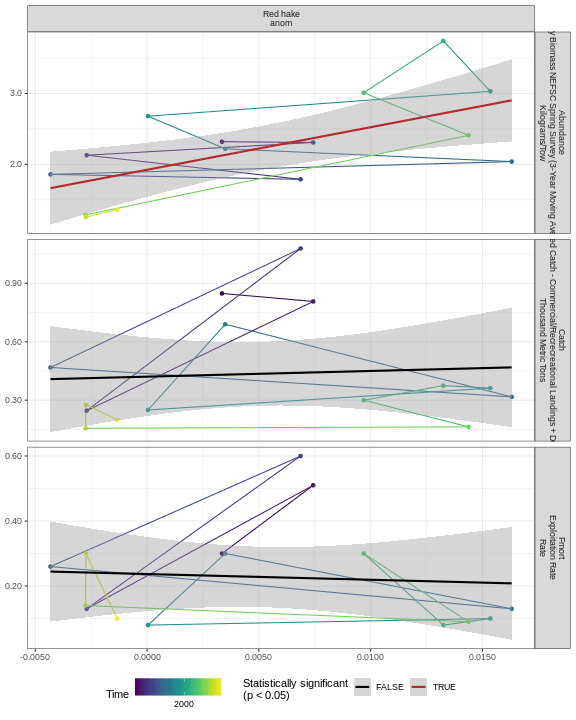 Red hake
anom
3.0
2.0
Abundance
Biomass NEFSC Spring Survey (3-Year Moving Ave
Kilograms/Tow
0.90
0.60
0.30
Catch
ed Catch - Commercial/Recrecreational Landings + D
Thousand Metric Tons
0.60
0.40
0.20
Fmort
Exploitation Rate
Rate
-0.0050 0.0000 0.0050 0.0100 0.0150
Time
2000
Statistically significant
(p < 0.05)
FALSE TRUE